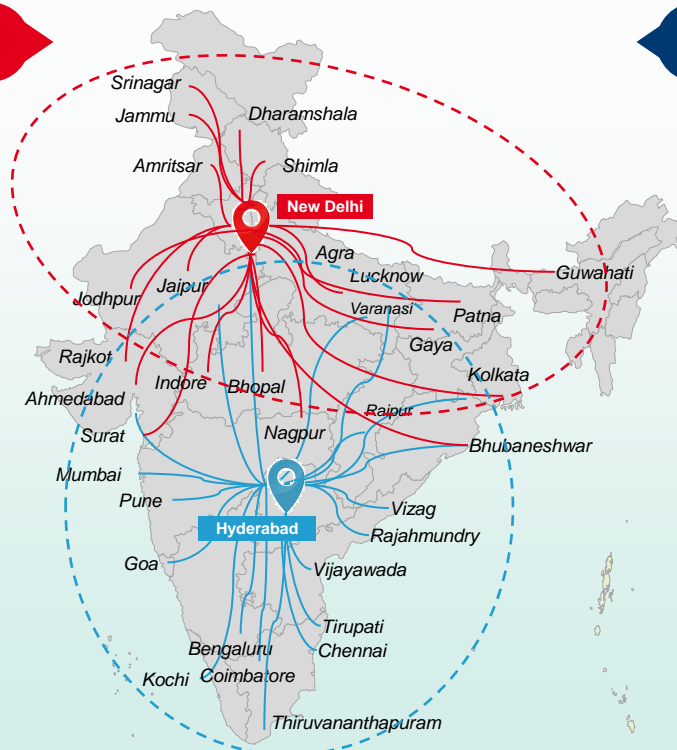 Srinagar
Jammu
Dharamshala
Amritsar
Shimla
New Delhi
Agra
Guwahati
Lucknow
Jaipur
Jodhpur
Varanasi
Patna
Gaya
Rajkot
Kolkata
Indore
Bhopal
Ahmedabad
Raipur
Surat
Nagpur
Bhubaneshwar
Mumbai
Pune
Vizag
Hyderabad
Rajahmundry
Goa
Vijayawada
Tirupati
Bengaluru
Chennai
Kochi
Coimbatore
Thiruvananthapuram